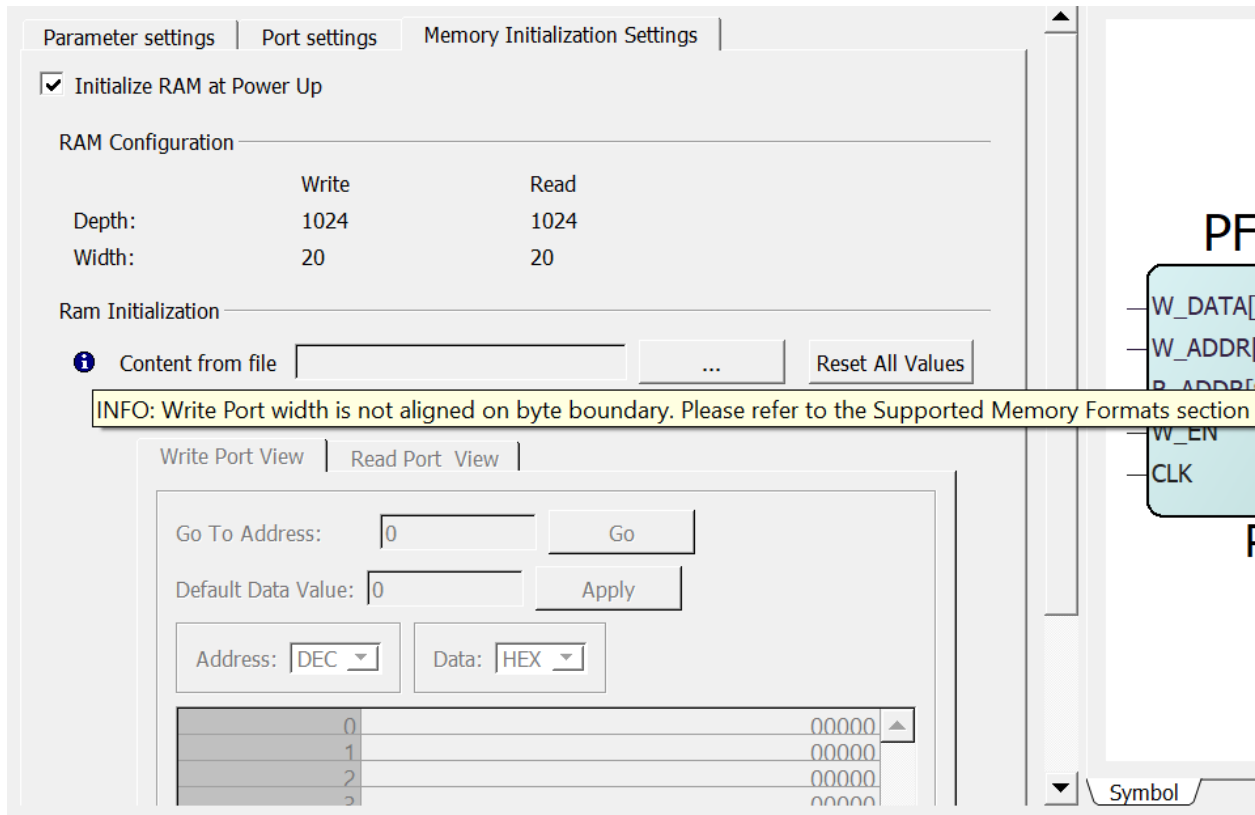 Parameter settings Port settings Memory Initialization Settings
Initialize RAM at Power Up
RAM Configuration
Write Read
Depth: 1024 1024
Width: 20 20
Ram Initialization
Content from file ... Reset All Values
INFO: Write Port width is not aligned on byte boundary. Please refer to the Supported Memory Formats section
Write Port View Read Port View
Go To Address: 0 Go
Default Data Value: 0 Apply
Address: DEC Data: HEX
0 00000
1 00000
2 00000
3 00000
PF
W_DATA[
W_ADDR[
W_EN
CLK
Symbol